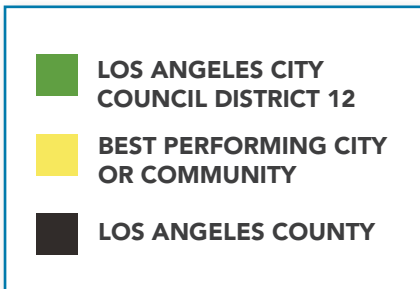 LOS ANGELES CITY
COUNCIL DISTRICT 12
BEST PERFORMING CITY
OR COMMUNITY
LOS ANGELES COUNTY